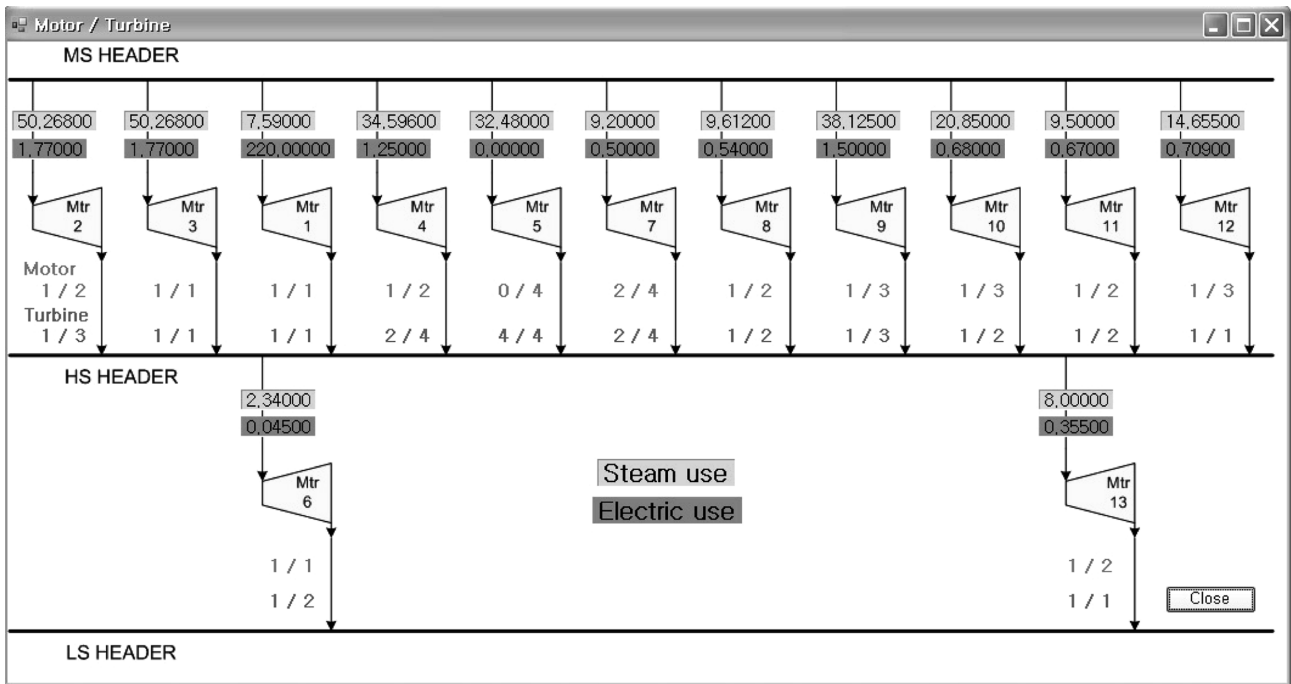 Motor / Turbine
MS HEADER
50,26800 50,26800 7,59000 34,59600 32,48000 9,20000 9,61200 38,12500 20,85000 9,50000 14,65500
1,77000 1,77000 220,00000 1,25000 0,00000 0,50000 0,54000 1,50000 0,68000 0,67000 0,70900
Mtr Mtr Mtr Mtr Mtr Mtr Mtr Mtr Mtr Mtr Mtr
2 3 1 4 5 7 8 9 10 11 12
Motor
1 / 2 1 / 1 1 / 1 1 / 2 0 / 4 2 / 4 1 / 2 1 / 3 1 / 3 1 / 2 1 / 3
Turbine
1 / 3 1 / 1 1 / 1 2 / 4 4 / 4 2 / 4 1 / 2 1 / 3 1 / 2 1 / 2 1 / 1
HS HEADER
2,34000 8,00000
0,04500 0,35500
Steam use
Mtr Mtr
6 13
Electric use
1 / 1 1 / 2
1 / 2 1 / 1 Close
LS HEADER